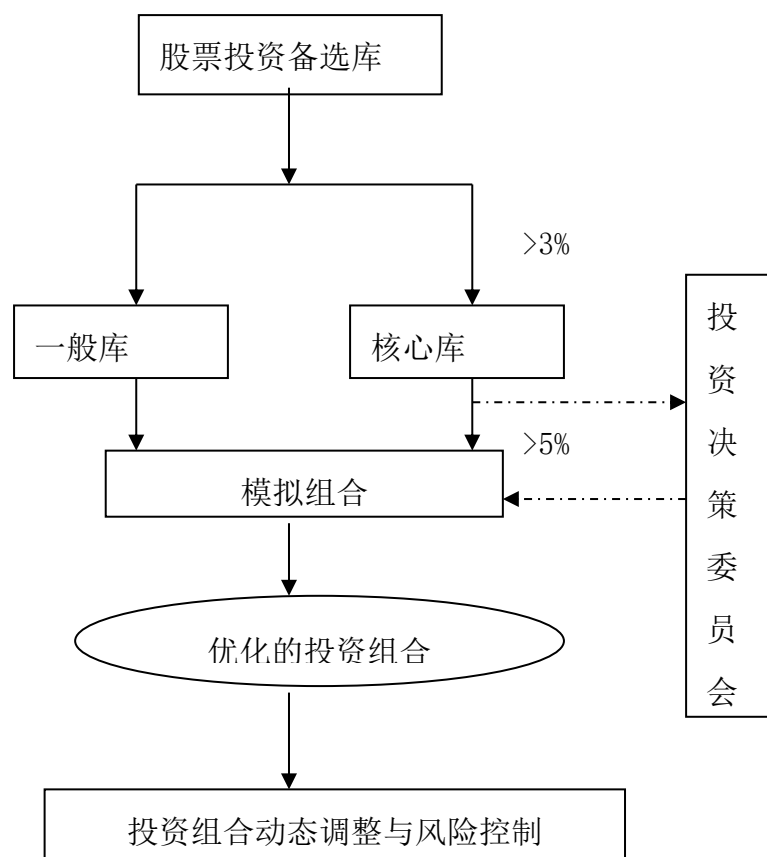 股票投资备选库
>3%
一般库
核心库
投资决策委员会
>5%
模拟组合
优化的投资组合
投资组合动态调整与风险控制